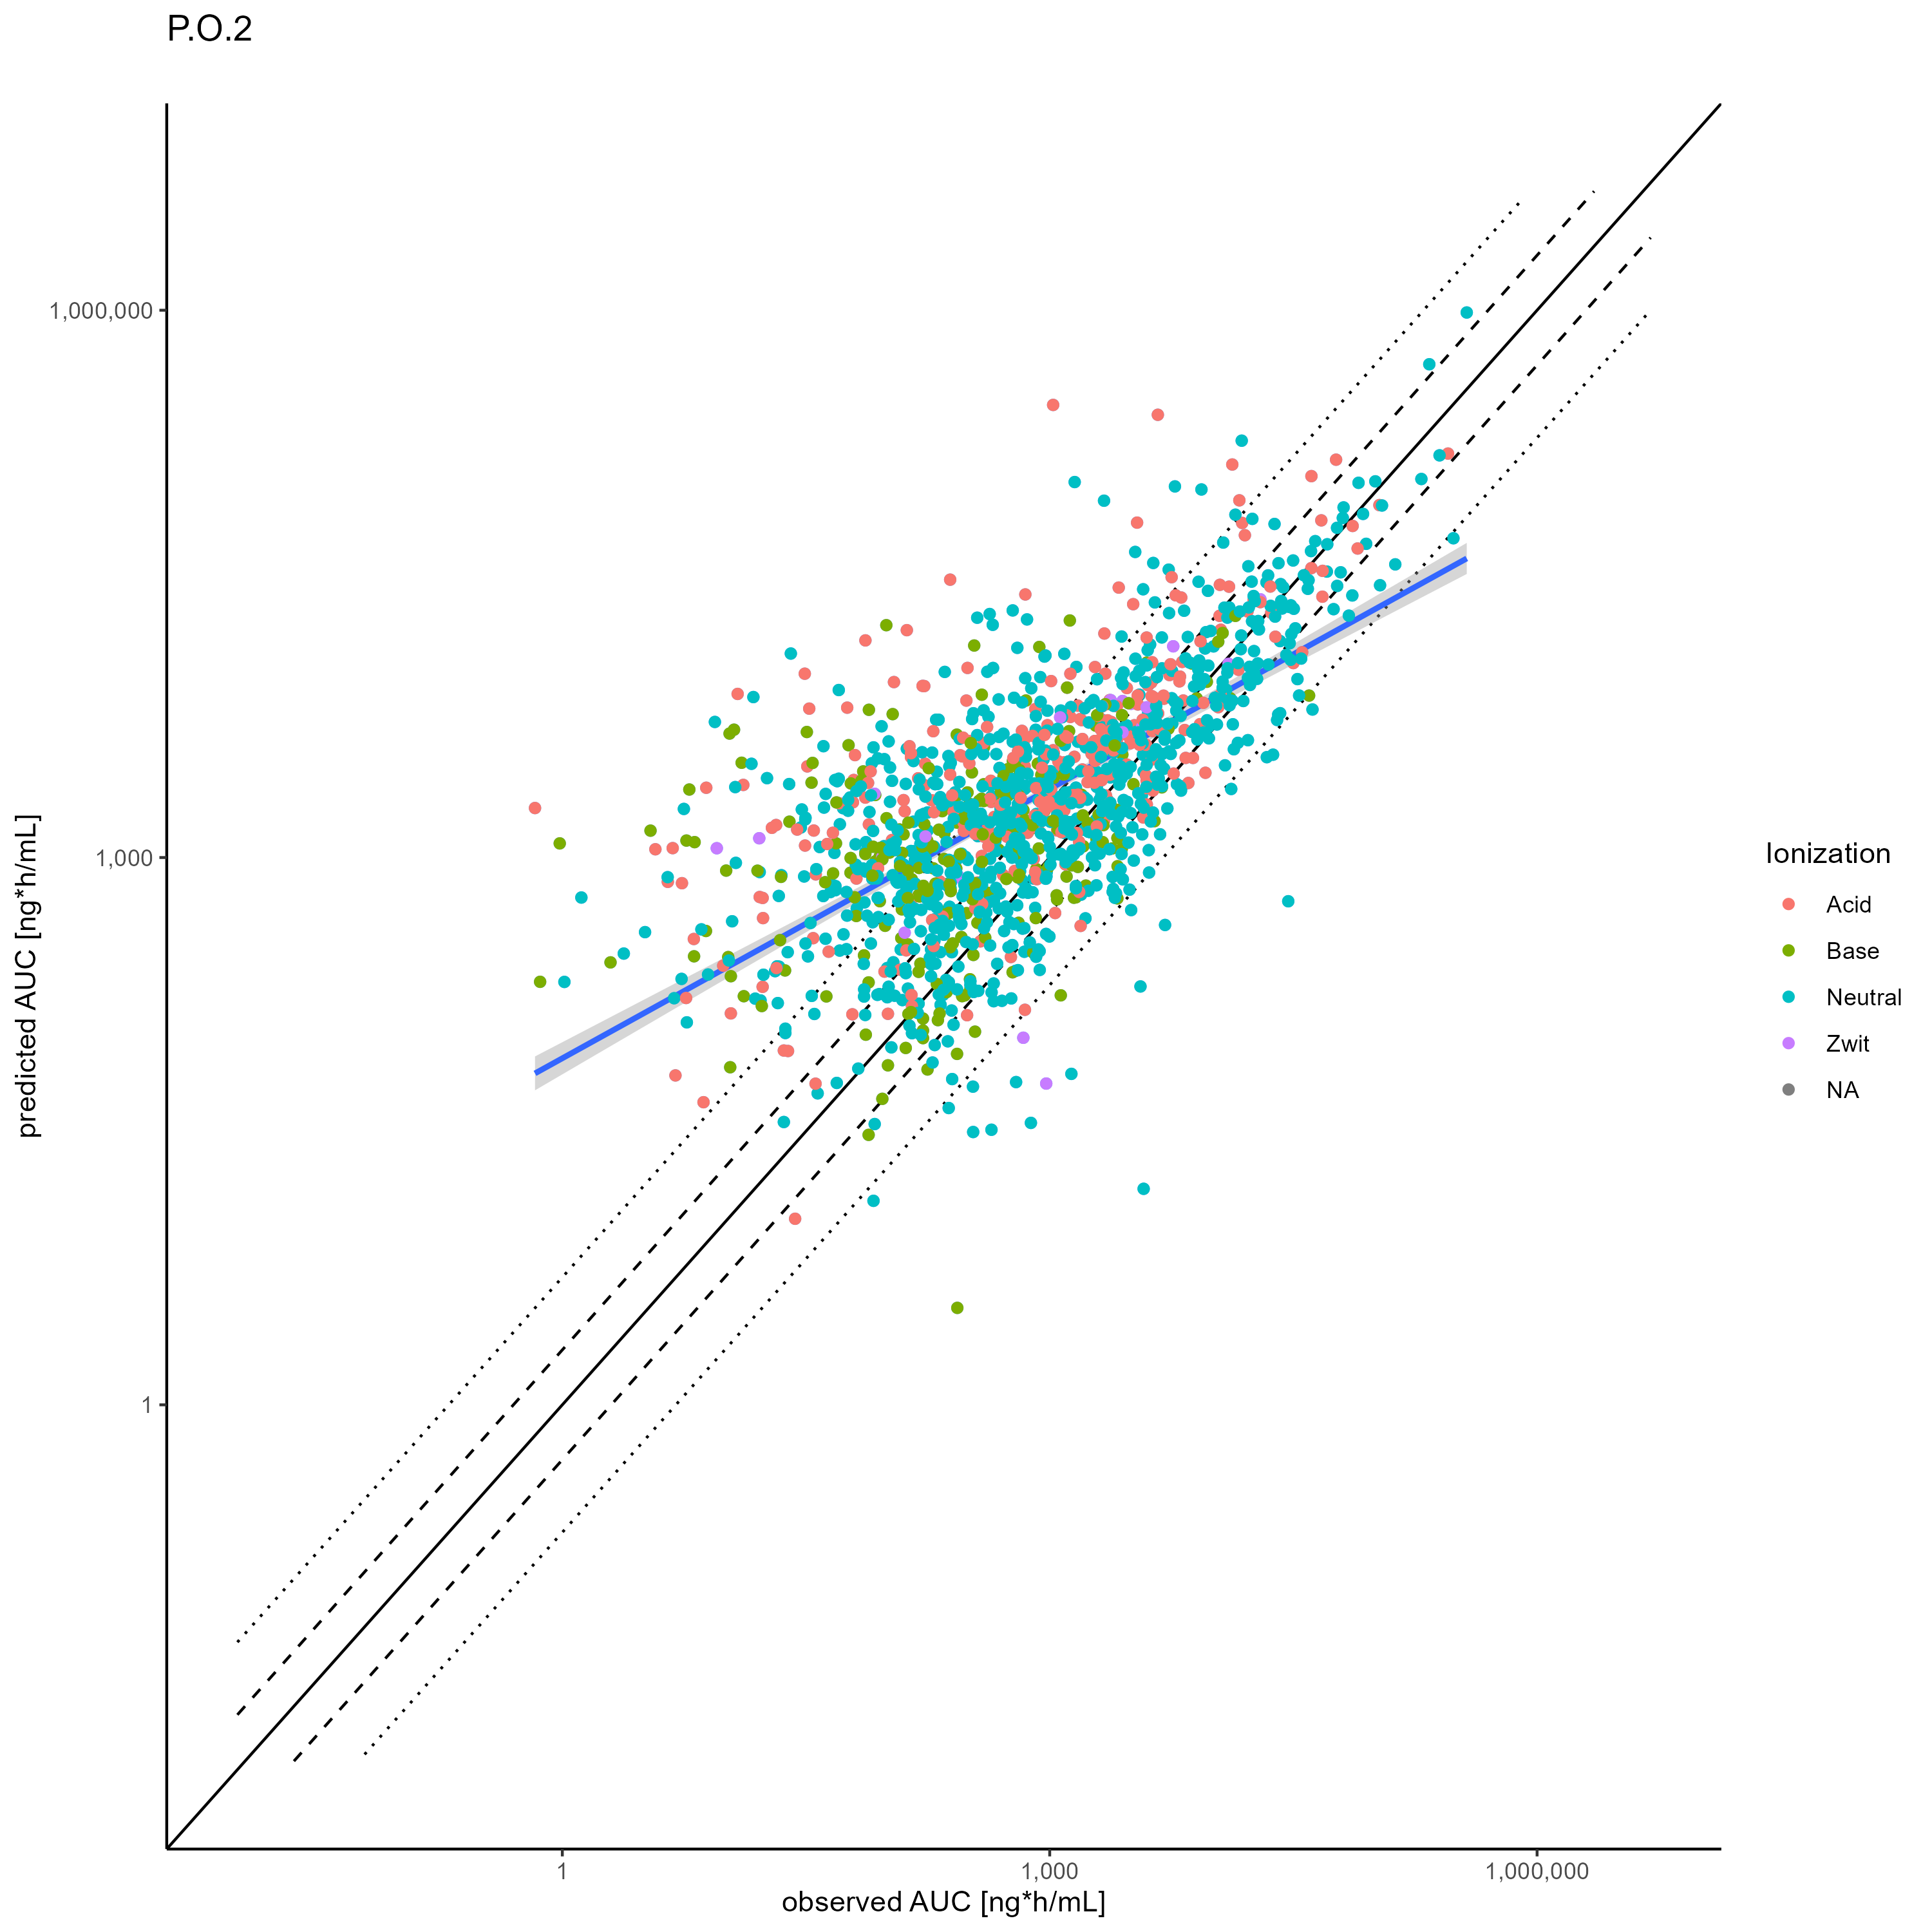 P.O.2
1,000,000
1,000
1
predicted AUC [ng*h/mL]
1
1,000
1,000,000
observed AUC [ng*h/mL]
Ionization
Acid
Base
Neutral
Zwit
NA